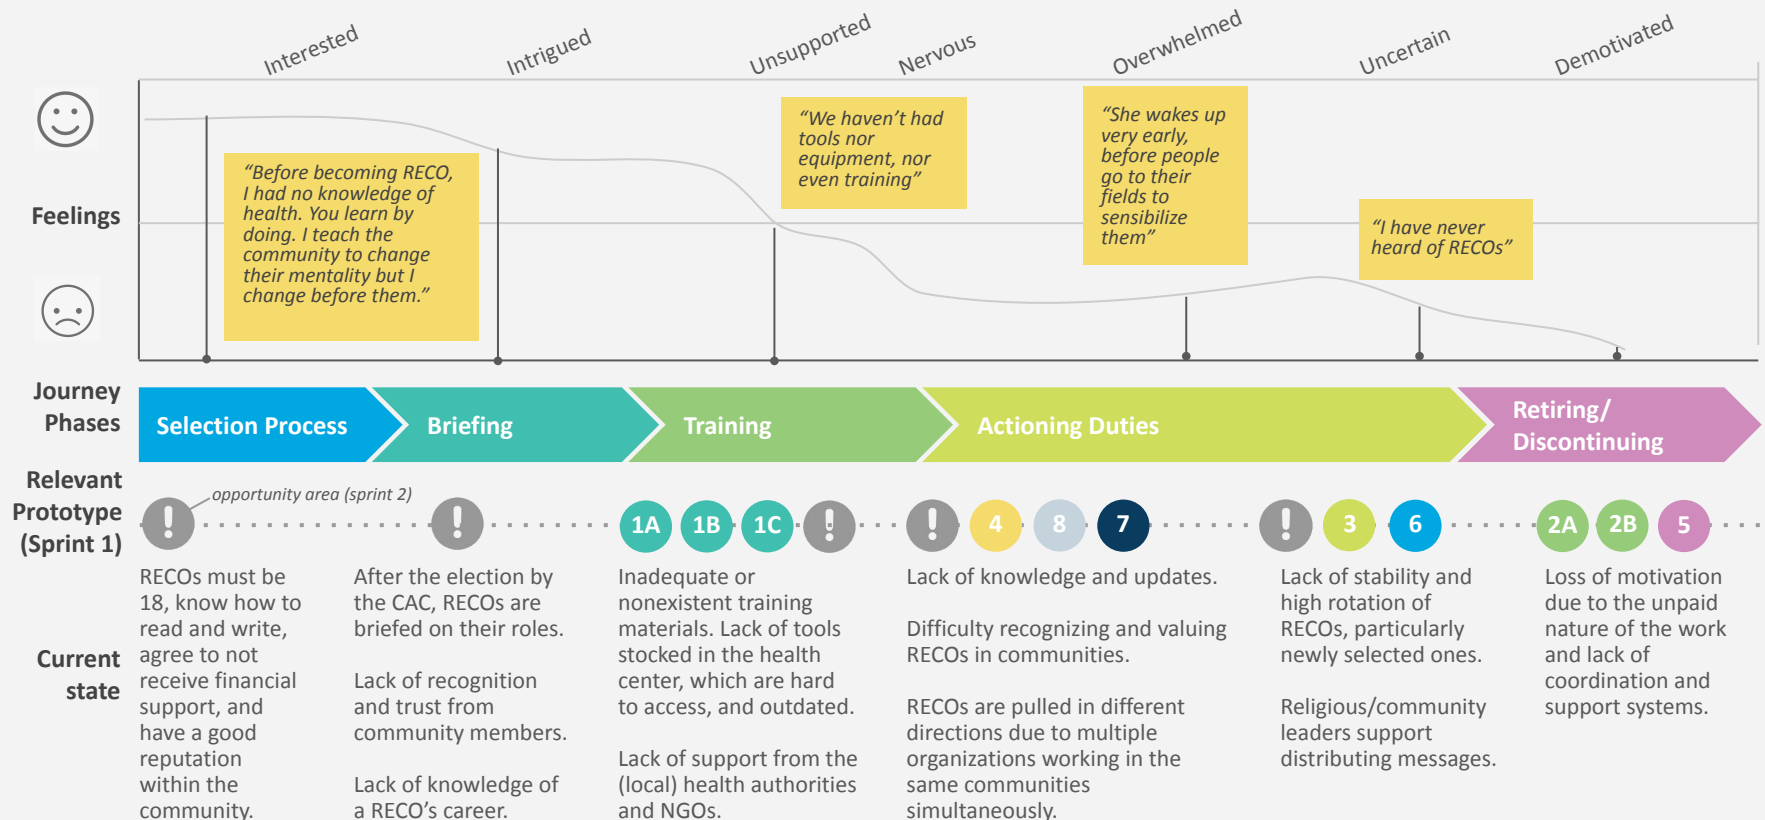 Interested
Intrigued
Unsupported
Nervous
Overwhelmed
Uncertain
Demotivated
Feelings
“Before becoming RECO,
I had no knowledge of
health. You learn by
doing. I teach the
community to change
their mentality but I
change before them.”
“We haven’t had
tools nor
equipment, nor
even training”
“She wakes up
very early,
before people
go to their
fields to
sensibilize
them”
“I have never
heard of RECOs”
Journey
Phases
Selection Process
Briefing
Training
Actioning Duties
Retiring/
Discontinuing
Relevant
Prototype
(Sprint 1)
opportunity area (sprint 2)
!
!
1A
1B
1C
!
!
4
8
7
!
3
6
2A
2B
5
Current
state
RECOs must be
18, know how to
read and write,
agree to not
receive financial
support, and
have a good
reputation
within the
community.
After the election by
the CAC, RECOs are
briefed on their roles.
Lack of recognition
and trust from
community members.
Lack of knowledge of
a RECO’s career.
Inadequate or
nonexistent training
materials. Lack of tools
stocked in the health
center, which are hard
to access, and outdated.
Lack of support from the
(local) health authorities
and NGOs.
Lack of knowledge and updates.
Difficulty recognizing and valuing
RECOs in communities.
RECOs are pulled in different
directions due to multiple
organizations working in the
same communities
simultaneously.
Lack of stability and
high rotation of
RECOs, particularly
newly selected ones.
Religious/community
leaders support
distributing messages.
Loss of motivation
due to the unpaid
nature of the work
and lack of
coordination and
support systems.